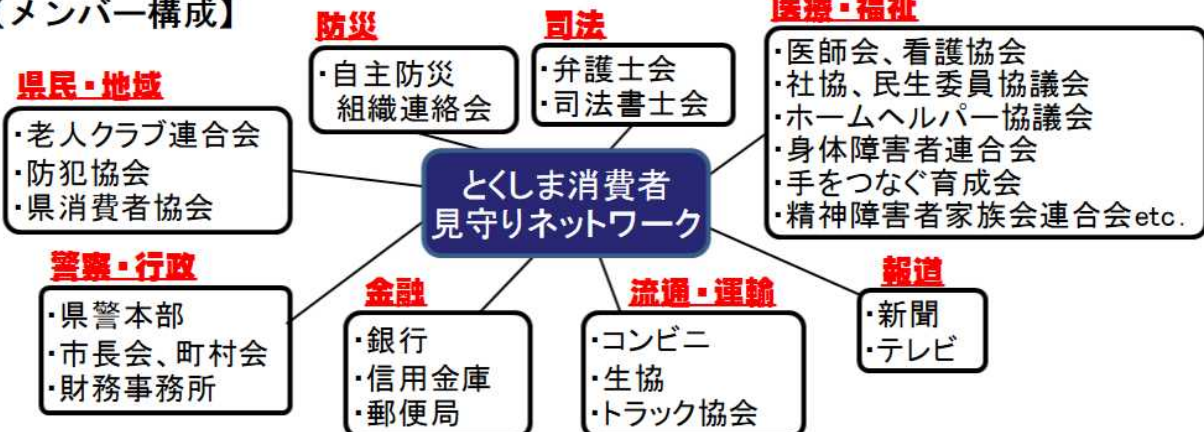 【メンバー構成】
防災
・自主防災
組織連絡会
司法
・弁護士会
・司法書士会
医療・福祉
・医師会、看護協会
・社協、民生委員協議会
・ホームヘルパー協議会
・身体障害者連合会
・手をつなぐ育成会
・精神障害者家族会連合会etc.
県民・地域
・老人クラブ連合会
・防犯協会
・県消費者協会
とくしま消費者
見守りネットワーク
警察・行政
・県警本部
・市長会、町村会
・財務事務所
金融
・銀行
・信用金庫
・郵便局
流通・運輸
・コンビニ
・生協
・トラック協会
報道
・新聞
・テレビ